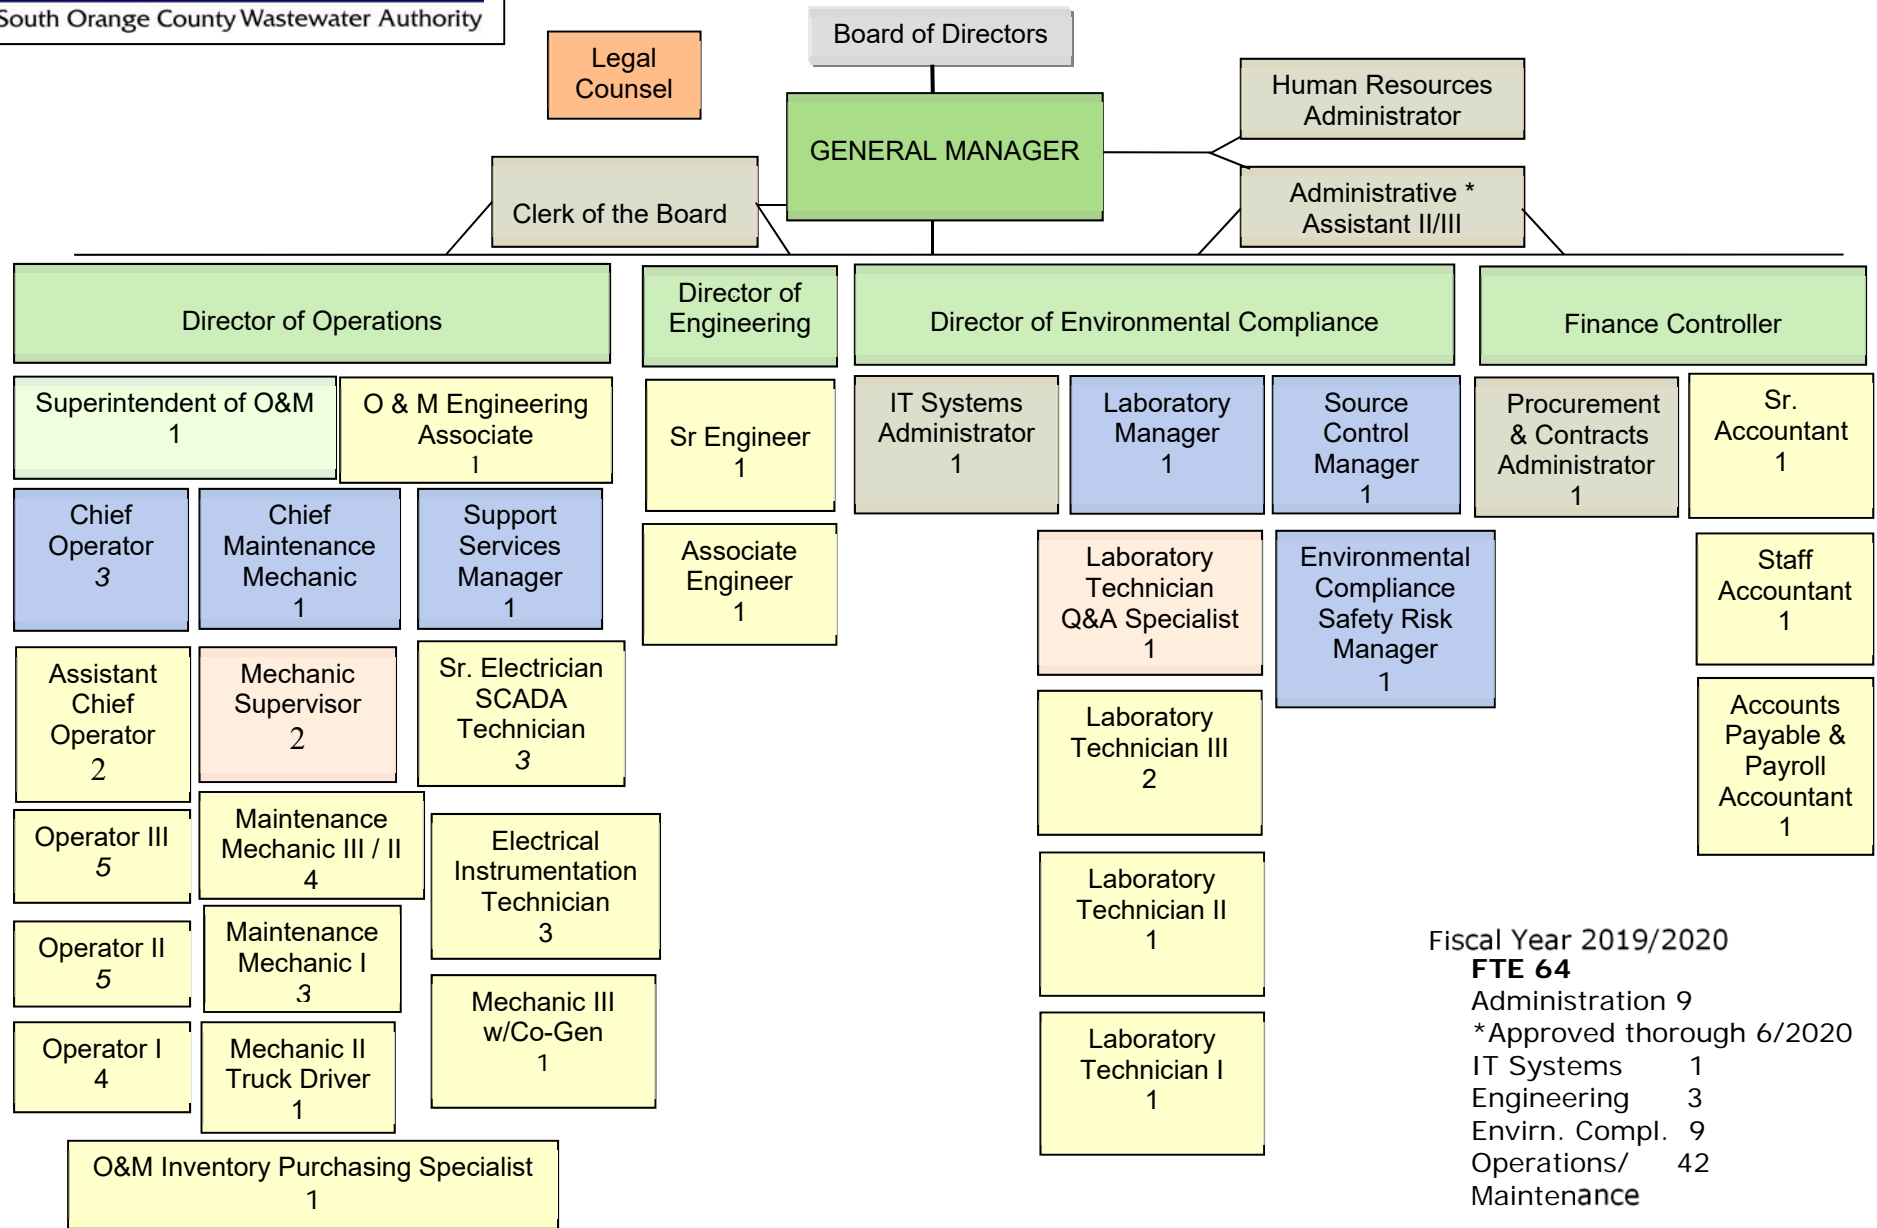 South Orange County Wastewater Authority
Board of Directors
Legal
Counsel
Human Resources
Administrator
GENERAL MANAGER
Clerk of the Board
Administrative *
Assistant II/III
Director of Operations
Director of
Engineering
Director of Environmental Compliance
Finance Controller
Superintendent of O&M
1
O & M Engineering
Associate
1
Sr Engineer
1
IT Systems
Administrator
1
Laboratory
Manager
1
Source
Control
Manager
1
Procurement
& Contracts
Administrator
1
Sr.
Accountant
1
Chief
Operator
3
Chief
Maintenance
Mechanic
1
Support
Services
Manager
1
Associate
Engineer
1
Laboratory
Technician
Q&A Specialist
1
Environmental
Compliance
Safety Risk
Manager
1
Staff
Accountant
1
Assistant
Chief
Operator
2
Mechanic
Supervisor
2
Sr. Electrician
SCADA
Technician
3
Laboratory
Technician III
2
Accounts
Payable &
Payroll
Accountant
1
Operator III
5
Maintenance
Mechanic III / II
4
Electrical
Instrumentation
Technician
3
Laboratory
Technician II
1
Operator II
5
Maintenance
Mechanic I
3
Mechanic III
w/Co-Gen
1
Operator I
4
Mechanic II
Truck Driver
1
Laboratory
Technician I
1
O&M Inventory Purchasing Specialist
1
Fiscal Year 2019/2020
FTE 64
Administration 9
*Approved thorough 6/2020
IT Systems 1
Engineering 3
Envirn. Compl. 9
Operations/ 42
Maintenance